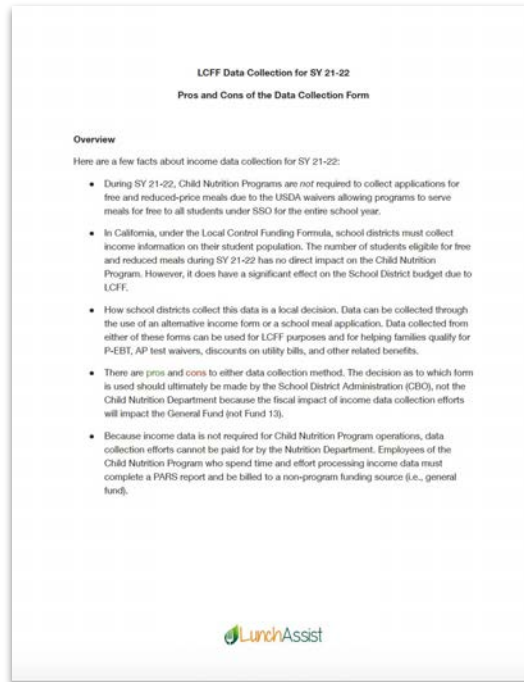 LCFF Data Collection for SY 21-22
Pros and Cons of the Data Collection Form
Overview
Here are a few facts about income data collection for SY 21-22:
• During SY 21-22, Child Nutrition Programs are not required to collect applications for
free and reduced-price meals due to the USDA waivers allowing programs to serve
meals for free to all students under SSO for the entire school year.
• In California, under the Local Control Funding Formula, school districts must collect
income information on their student population. The number of students eligible for free
and reduced meals during SY 21-22 has no direct impact on the Child Nutrition
Program. However, it does have a significant effect on the School District budget due to
LCFF.
• How school districts collect this data is a local decision. Data can be collected through
the use of an alternative income form or a school meal application. Data collected from
either of these forms can be used for LCFF purposes and for helping families qualify for
P-EBT, AP test waivers, discounts on utility bills, and other related benefits.
• There are pros and cons to either data collection method. The decision as to which form
is used should ultimately be made by the School District Administration (CBO), not the
Child Nutrition Department because the fiscal impact of income data collection efforts
will impact the General Fund (not Fund 13).
• Because income data is not required for Child Nutrition Program operations, data
collection efforts cannot be paid for by the Nutrition Department. Employees of the
Child Nutrition Program who spend time and effort processing income data must
complete a PARS report and be billed to a non-program funding source (i.e., general
fund).
LunchAssist